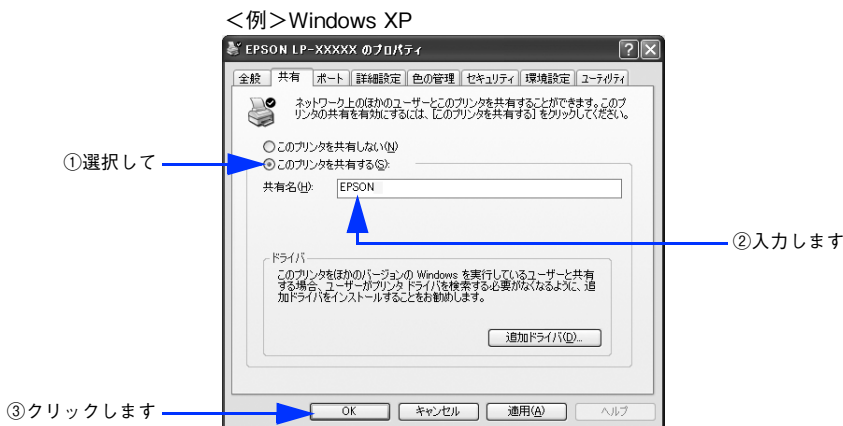 ＜例＞Windows XP
EPSON LP-XXXXX のプロパティ
全般 共有 ポート 詳細設定 色の管理 セキュリティ 環境設定 ユーティリティ
ネットワーク上のほかのユーザーとこのプリンタを共有することができます。このプ
リンタの共有を有効にするには、[このプリンタを共有する] をクリックしてください。
このプリンタを共有しない(N)
①選択して
このプリンタを共有する(S):
共有名(H): EPSON
②入力します
ドライバ
このプリンタをほかのバージョンの Windows を実行しているユーザーと共有
する場合、ユーザーがプリンタ ドライバを検索する必要がなくなるように、追
加ドライバをインストールすることをお勧めします。
追加ドライバ(D)...
③クリックします
OK キャンセル 適用(A) ヘルプ